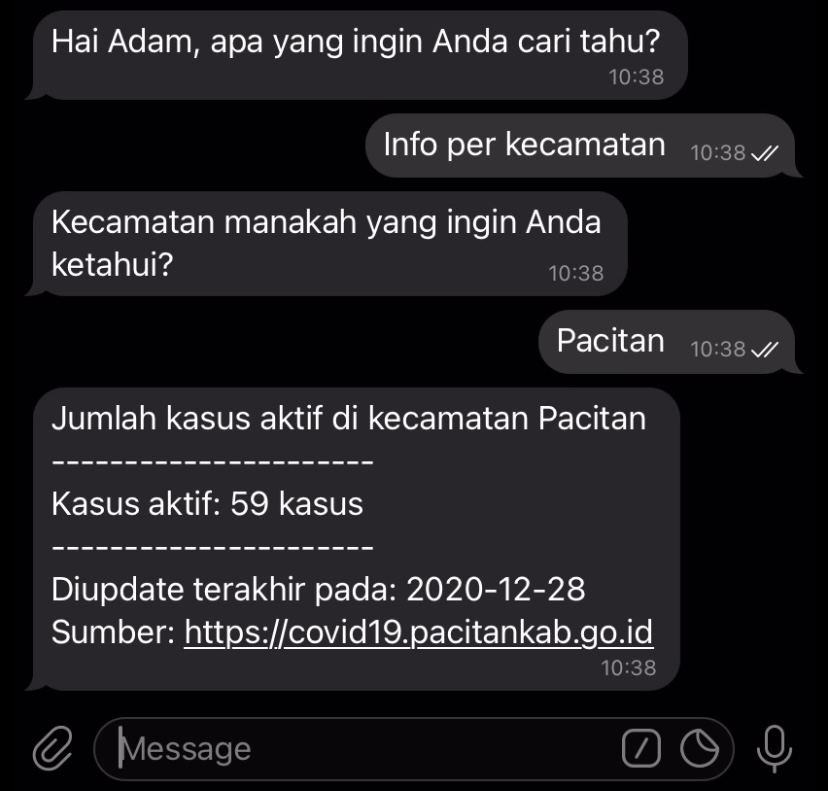 Hai Adam, apa yang ingin Anda cari tahu?
10:38
Info per kecamatan 10:38
Kecamatan manakah yang ingin Anda
ketahui? 10:38
Pacitan 10:38
Jumlah kasus aktif di kecamatan Pacitan
----------------------
Kasus aktif: 59 kasus
----------------------
Diupdate terakhir pada: 2020-12-28
Sumber: https://covid19.pacitankab.go.id
10:38
Message